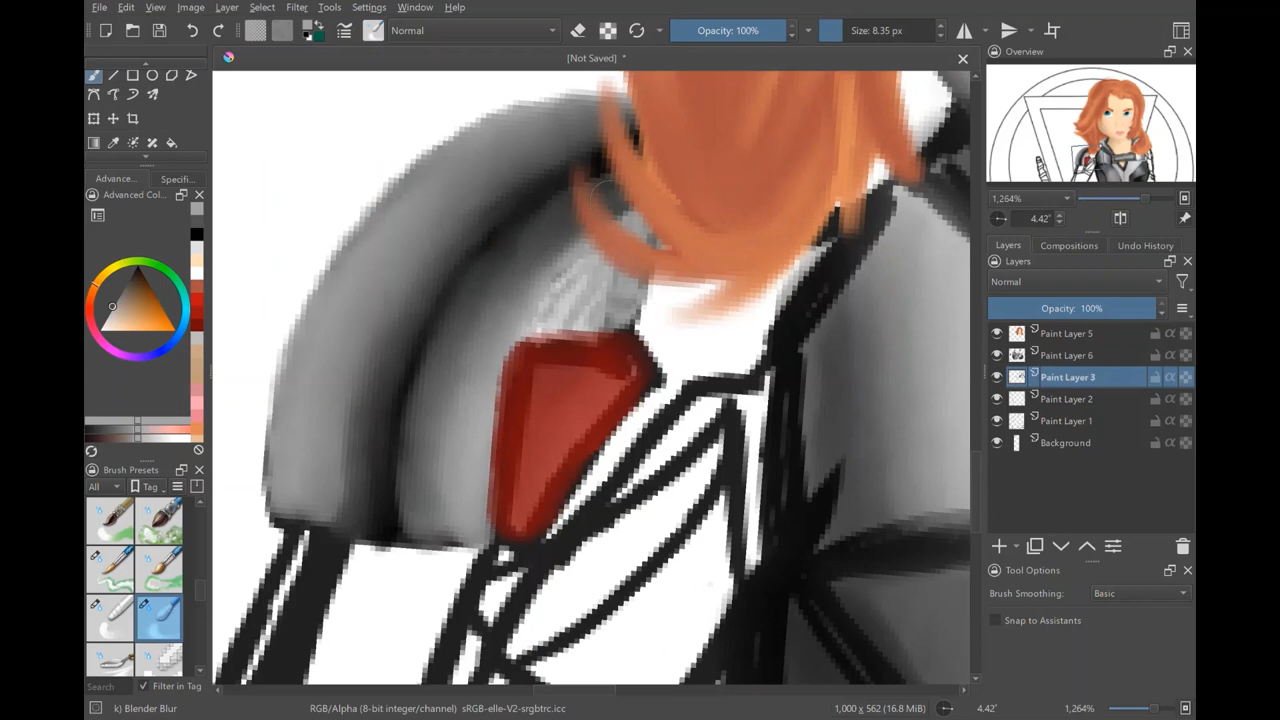 File Edit View Image Layer Select Filter Tools Settings Window Help
Normal Opacity: 100% Size: 8.35 px
[Not Saved] *
Overview
1,264%
4.42°
Advance... Specifi...
Advanced Col...
Layers Compositions Undo History
Layers
Normal
Opacity: 100%
Paint Layer 5
Paint Layer 6
Paint Layer 3
Paint Layer 2
Paint Layer 1
Background
Brush Presets
All Tag
Tool Options
Brush Smoothing: Basic
Snap to Assistants
Search Filter in Tag
k) Blender Blur RGB/Alpha (8-bit integer/channel) sRGB-elle-V2-srgbtrc.icc 1,000 x 562 (16.8 MiB) 4.42° 1,264%